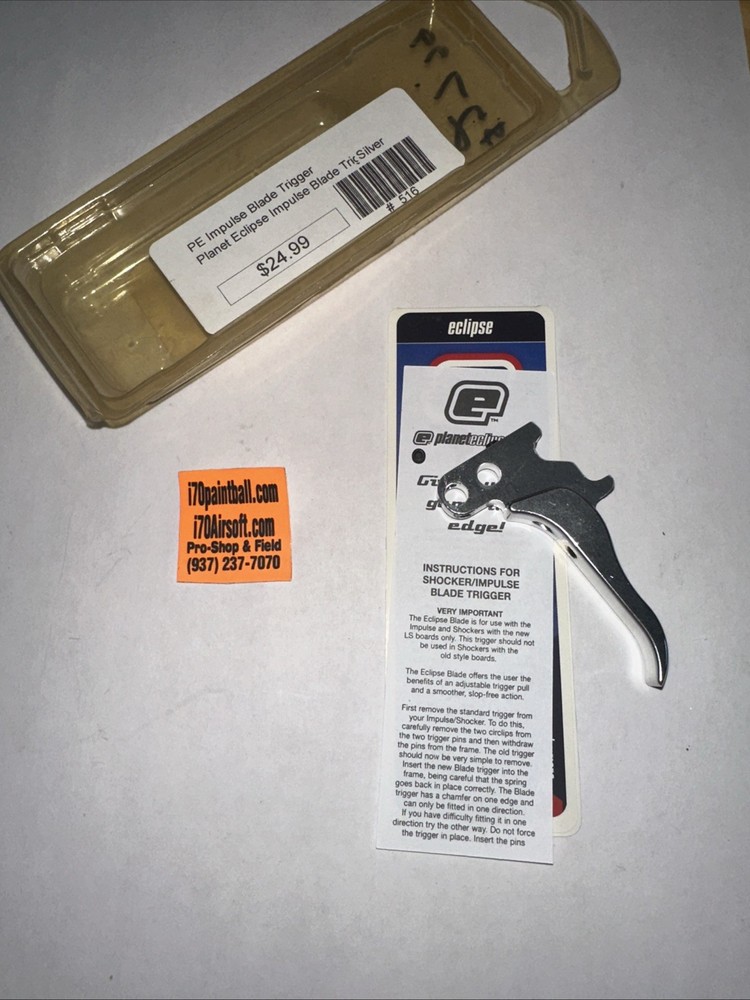 PE Impulse Blade Trigger
Planet Eclipse Impulse Blade Tri Silver
# 516
$24.99
eclipse
e
TM
e planeteclip
edge!
INSTRUCTIONS FOR
SHOCKER/IMPULSE
BLADE TRIGGER
VERY IMPORTANT
The Eclipse Blade is for use with the
Impulse and Shockers with the new
LS boards only. This trigger should not
be used in Shockers with the
old style boards.
The Eclipse Blade offers the user the
benefits of an adjustable trigger pull
and a smoother, slop-free action.
First remove the standard trigger from
your Impulse/Shocker. To do this,
carefully remove the two circlips from
the two trigger pins and then withdraw
the pins from the frame. The old trigger
should now be very simple to remove.
Insert the new Blade trigger into the
frame, being careful that the spring
goes back in place correctly. The Blade
trigger has a chamfer on one edge and
can only be fitted in one direction.
If you have difficulty fitting it in one
direction try the other way. Do not force
the trigger in place. Insert the pins
i70paintball.com
i70Airsoft.com
Pro-Shop & Field
(937) 237-7070